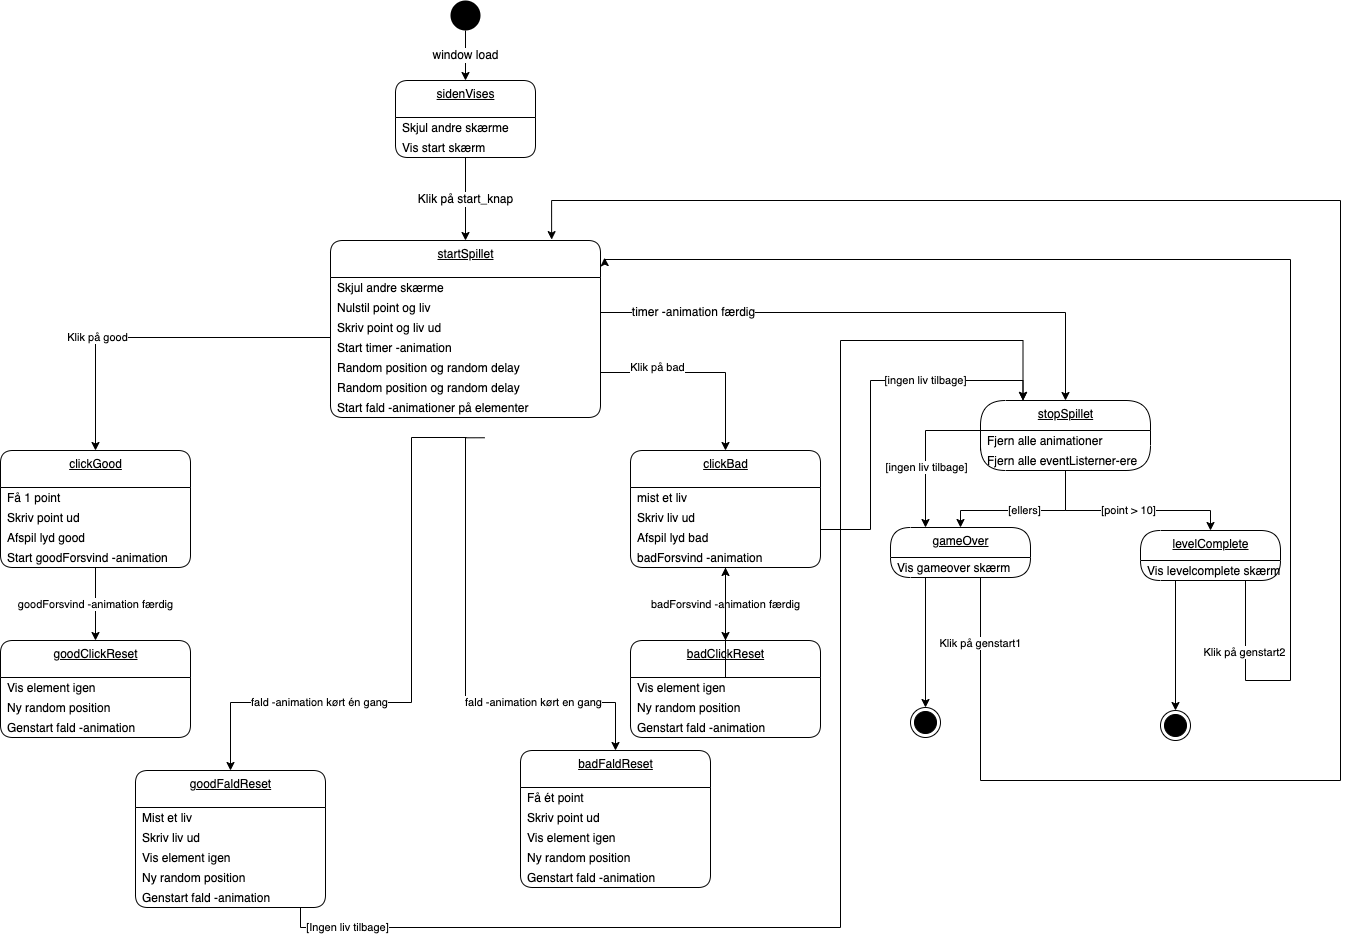 window load
sidenVises
Skjul andre skærme
Vis start skærm
Klik på start_knap
startSpillet
Skjul andre skærme
Nulstil point og liv
Skriv point og liv ud
Start timer -animation
Random position og random delay
Random position og random delay
Start fald -animationer på elementer
timer -animation færdig
Klik på good
Klik på bad
[ingen liv tilbage]
stopSpillet
Fjern alle animationer
Fjern alle eventListerner-ere
clickGood
Få 1 point
Skriv point ud
Afspil lyd good
Start goodForsvind -animation
clickBad
mist et liv
Skriv liv ud
Afspil lyd bad
badForsvind -animation
[ingen liv tilbage]
[ellers]
[point > 10]
gameOver
Vis gameover skærm
levelComplete
Vis levelcomplete skærm
goodForsvind -animation færdig
badForsvind -animation færdig
goodClickReset
Vis element igen
Ny random position
Genstart fald -animation
badClickReset
Vis element igen
Ny random position
Genstart fald -animation
Klik på genstart1
Klik på genstart2
fald -animation kørt én gang
fald -animation kørt en gang
goodFaldReset
Mist et liv
Skriv liv ud
Vis element igen
Ny random position
Genstart fald -animation
badFaldReset
Få ét point
Skriv point ud
Vis element igen
Ny random position
Genstart fald -animation
[Ingen liv tilbage]